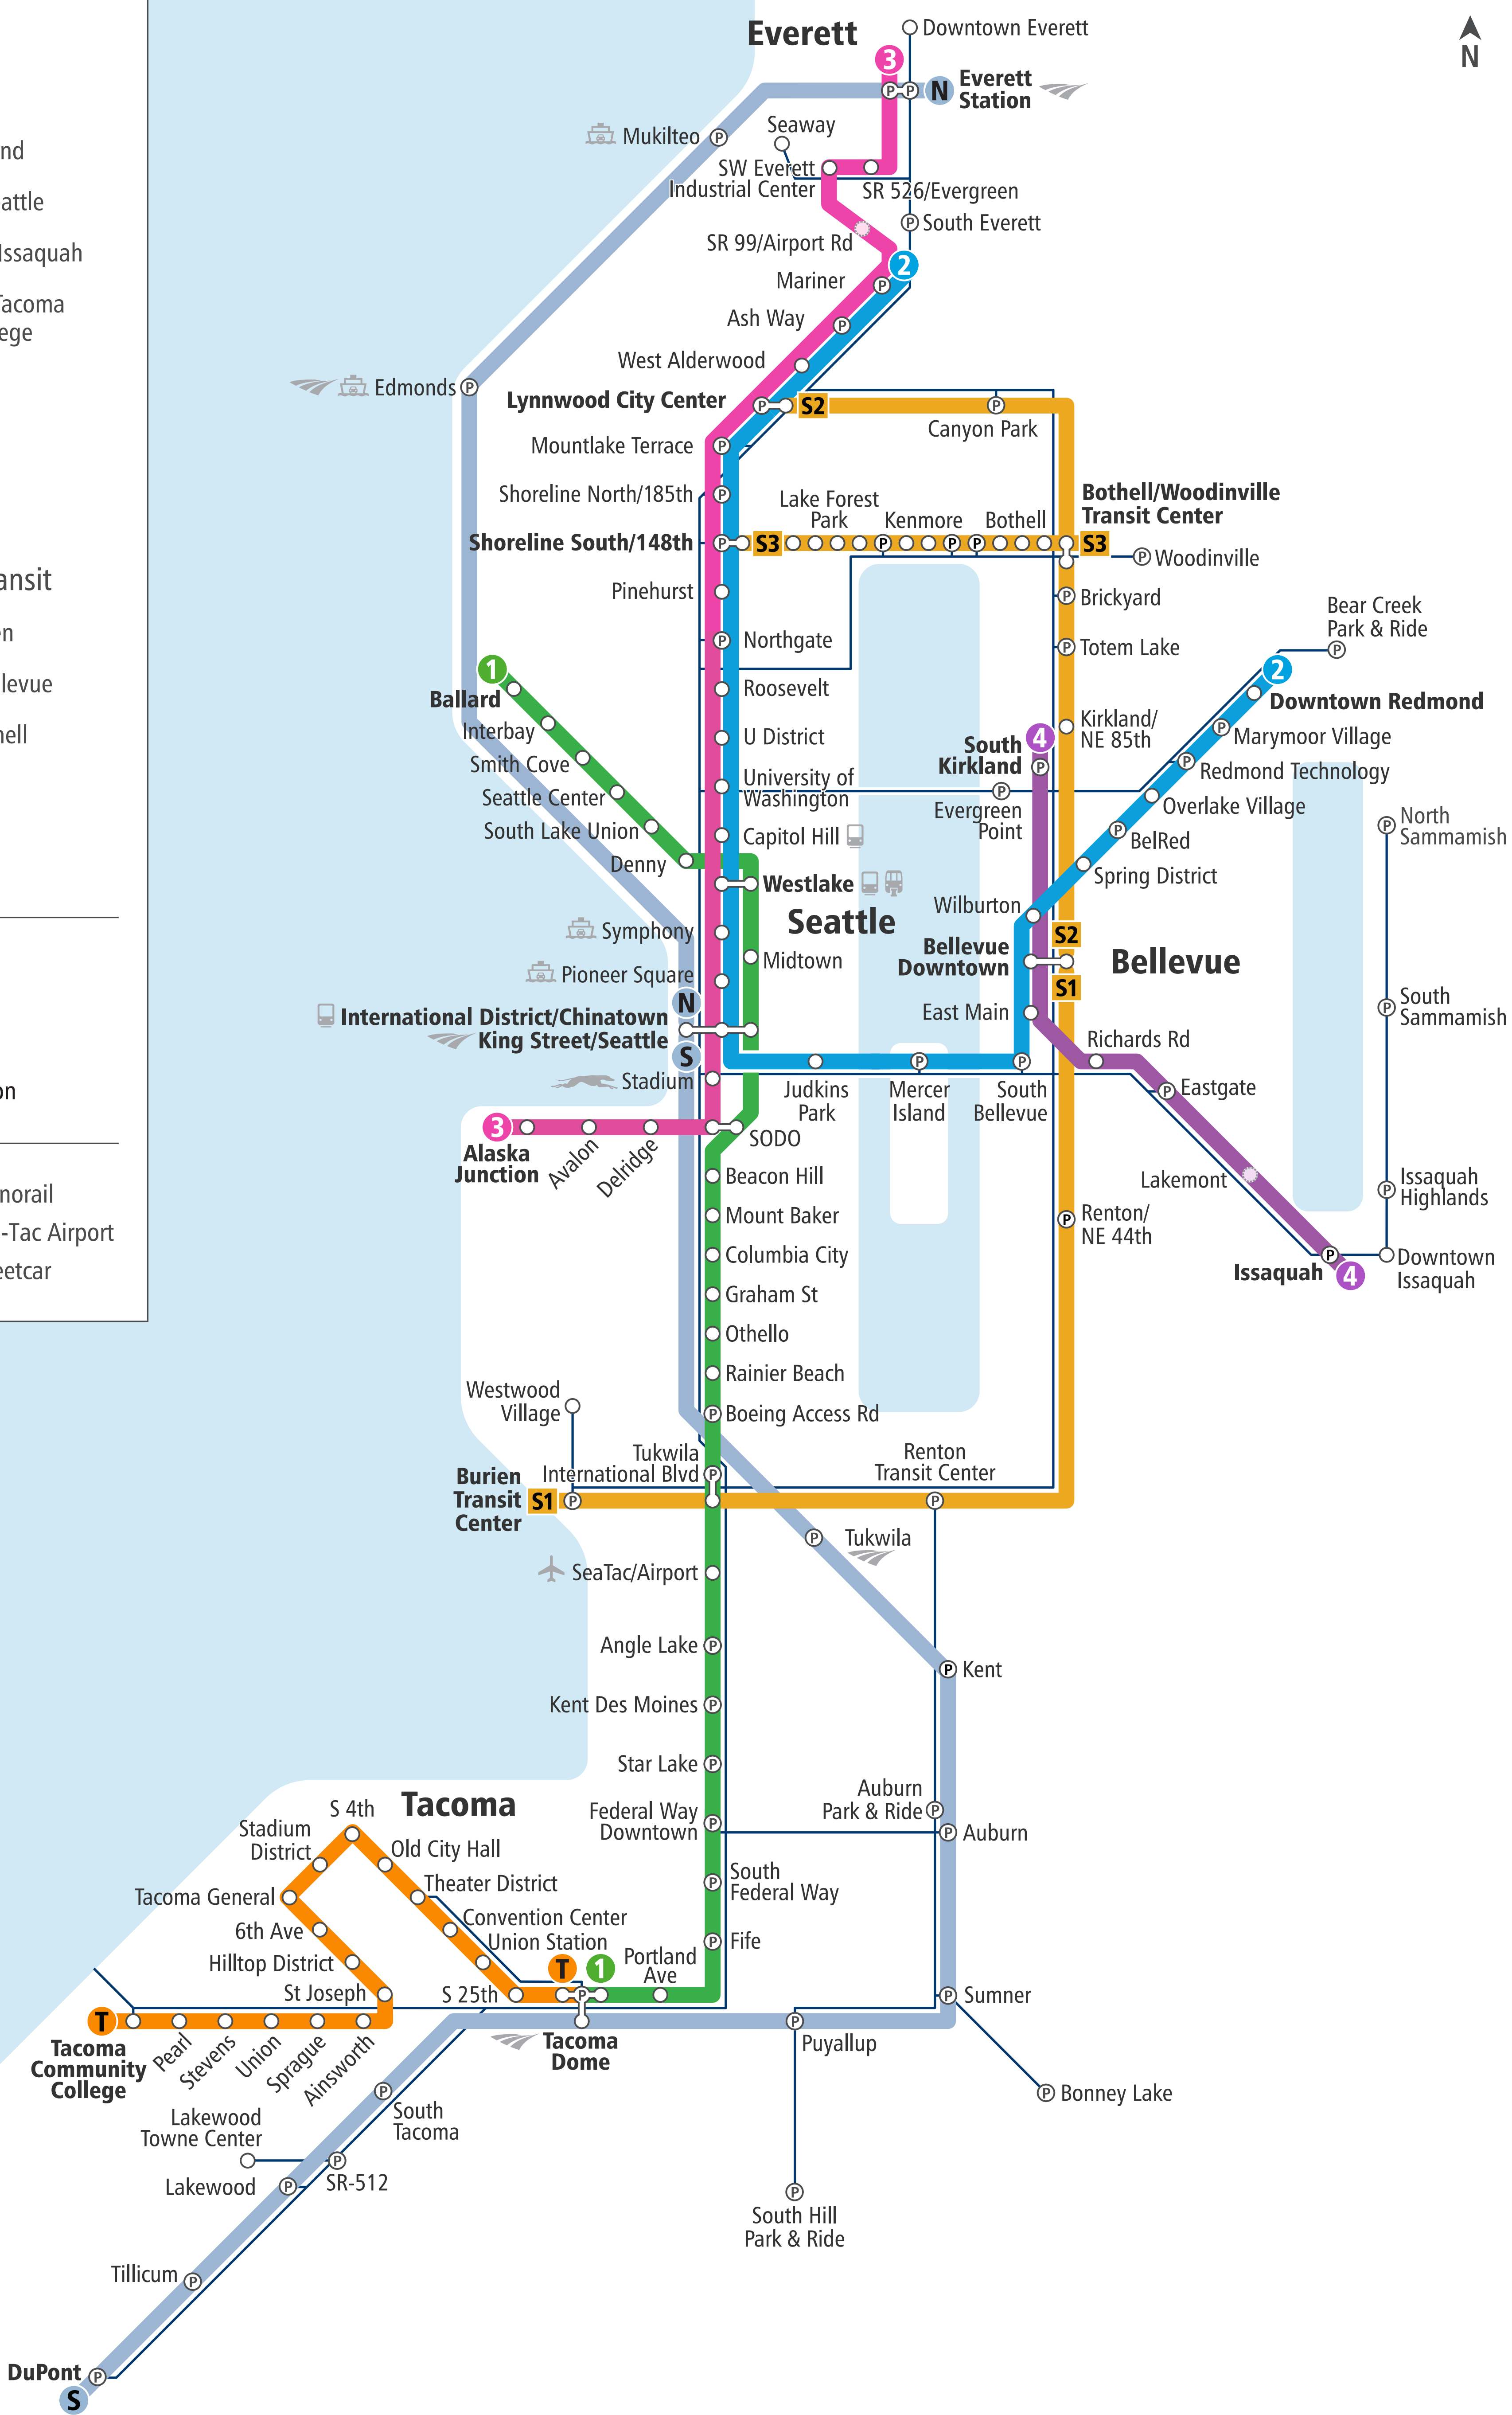 Everett
Downtown Everett
N
3
P
P
N
Everett
Station
Mukilteo
P
Seaway
SW Everett
Industrial Center
SR 526/Evergreen
P
South Everett
SR 99/Airport Rd
2
Mariner
P
Ash Way
P
West Alderwood
Edmonds
P
Lynnwood City Center
P
S2
P
Canyon Park
Mountlake Terrace
P
Shoreline North/185th
P
Lake Forest
Park
Kenmore
Bothell
Bothell/Woodinville
Transit Center
Shoreline South/148th
P
S3
P
P
P
S3
P
Woodinville
Pinehurst
P
Brickyard
Bear Creek
Park & Ride
P
Northgate
P
Totem Lake
P
1
Ballard
Roosevelt
2
Downtown Redmond
Interbay
U District
South
Kirkland
4
P
Kirkland/
NE 85th
P
Marymoor Village
Smith Cove
University of
Washington
P
Redmond Technology
Seattle Center
P
Evergreen
Point
Overlake Village
South Lake Union
Capitol Hill
P
BelRed
P
North
Sammamish
Denny
Westlake
Spring District
Seattle
Wilburton
Symphony
Midtown
Bellevue
Downtown
S2
S1
Bellevue
Pioneer Square
N
International District/Chinatown
King Street/Seattle
S
East Main
P
South
Sammamish
Richards Rd
Stadium
Judkins
Park
P
Mercer
Island
P
South
Bellevue
P
Eastgate
3
Alaska
Junction
Avalon
Delridge
SODO
Beacon Hill
Lakemont
P
Issaquah
Highlands
Mount Baker
P
Renton/
NE 44th
Columbia City
Issaquah
P
4
Downtown
Issaquah
Graham St
Othello
Rainier Beach
Westwood
Village
P
Boeing Access Rd
Tukwila
International Blvd
P
Renton
Transit Center
P
Burien
Transit
Center
S1
P
P
Tukwila
SeaTac/Airport
Angle Lake
P
P
Kent
Kent Des Moines
P
Star Lake
P
Federal Way
Downtown
P
Auburn
Park & Ride
P
P
Auburn
South
Federal Way
P
P
Fife
Tacoma
S 4th
Stadium
District
Old City Hall
Tacoma General
Theater District
6th Ave
Convention Center
Hilltop District
Union Station
T
1
Portland
Ave
St Joseph
S 25th
P
P
Sumner
T
Tacoma
Community
College
Pearl
Stevens
Union
Sprague
Ainsworth
Tacoma
Dome
P
Puyallup
P
South
Tacoma
P
Bonney Lake
Lakewood
Towne Center
P
SR-512
Lakewood
P
P
South Hill
Park & Ride
Tillicum
P
DuPont
P
S
nd
attle
Issaquah
Tacoma
ege
ansit
en
levue
hell
on
norail
-Tac Airport
eetcar